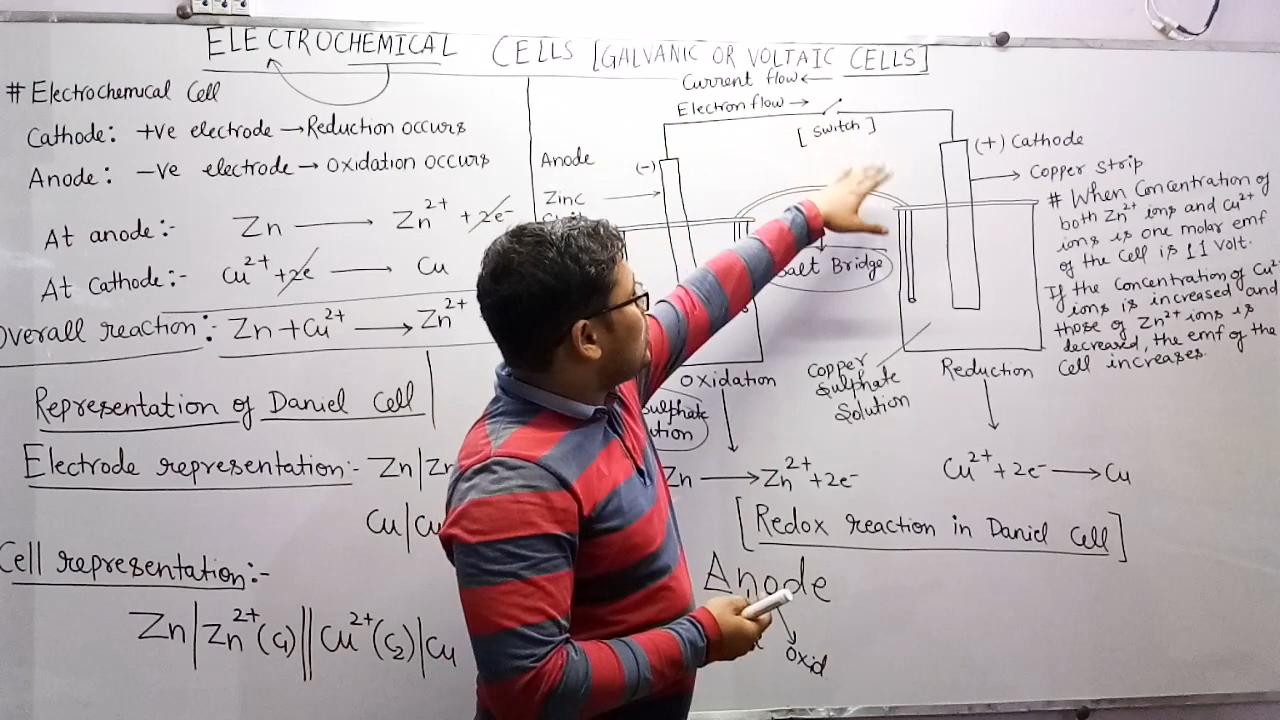 ELECTROCHEMICAL CELLS [GALVANIC OR VOLTAIC CELLS]
# Electrochemical Cell
Cathode: +ve electrode → Reduction occurs
Anode: -ve electrode → oxidation occurs
At anode:- Zn → Zn²⁺ + 2e⁻
At cathode:- Cu²⁺ + 2e → Cu
Overall reaction:- Zn + Cu²⁺ → Zn²⁺
Representation of Daniel Cell
Electrode representation:- Zn|Zn
Cu|Cu
Cell representation:-
Zn|Zn²⁺(C₁)||Cu²⁺(C₂)|Cu
Current flow ←
Electron flow →
[Switch]
Anode
(-)
Zinc
(+) Cathode
Copper strip
Salt Bridge
Oxidation
Copper
Sulphate
Solution
Reduction
sulphate
Zn → Zn²⁺ + 2e⁻
Cu²⁺ + 2e⁻ → Cu
[Redox reaction in Daniel Cell]
Anode
Oxid
# When Concentration of
both Zn²⁺ ions and Cu²⁺
ions is one molar emf
of the cell is 1.1 Volt.
If the concentration of Cu²
ions is increased and
those of Zn²⁺ ions is
decreased, the emf of the
Cell increases.